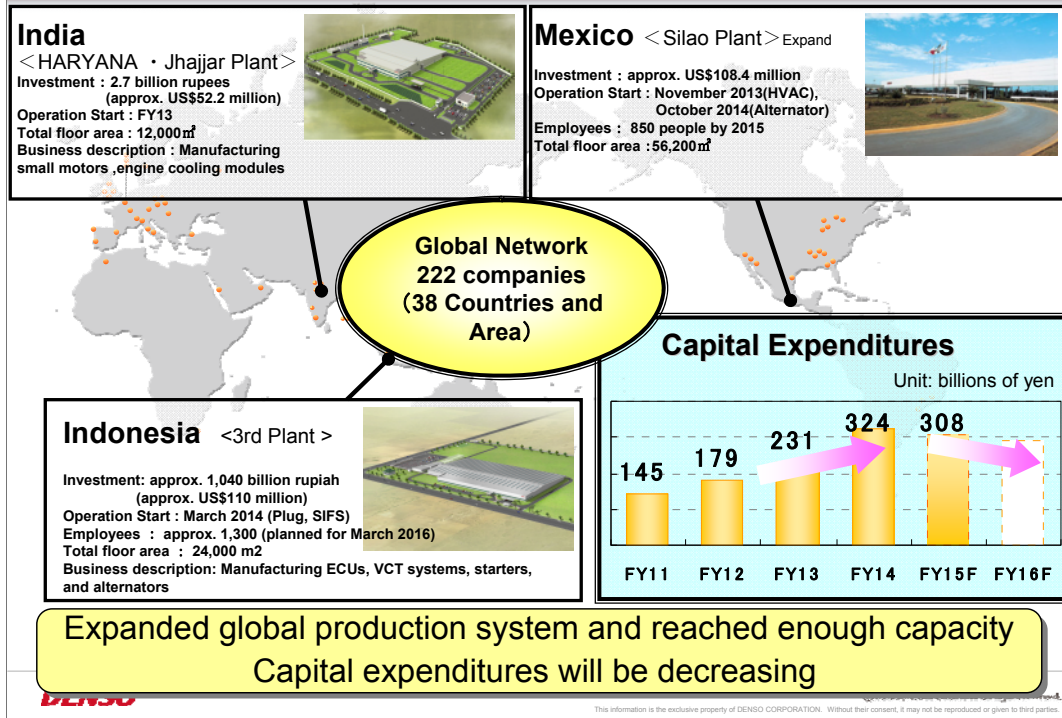 India
＜HARYANA ・Jhajjar Plant＞
Investment : 2.7 billion rupees
(approx. US$52.2 million)
Operation Start : FY13
Total floor area : 12,000㎡
Business description : Manufacturing
small motors ,engine cooling modules
Mexico ＜Silao Plant＞Expand
Investment : approx. US$108.4 million
Operation Start : November 2013(HVAC),
October 2014(Alternator)
Employees : 850 people by 2015
Total floor area :56,200㎡
Global Network
222 companies
（38 Countries and
Area）
Indonesia <3rd Plant >
Investment: approx. 1,040 billion rupiah
(approx. US$110 million)
Operation Start : March 2014 (Plug, SIFS)
Employees : approx. 1,300 (planned for March 2016)
Total floor area : 24,000 m2
Business description: Manufacturing ECUs, VCT systems, starters,
and alternators
Capital Expenditures
Unit: billions of yen
145 179 231 324 308
FY11 FY12 FY13 FY14 FY15F FY16F
Expanded global production system and reached enough capacity
Capital expenditures will be decreasing
DENSO
This information is the exclusive property of DENSO CORPORATION. Without their consent, it may not be reproduced or given to third parties.